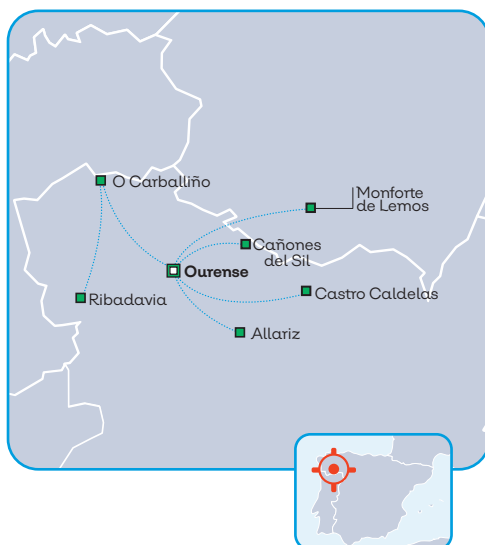 O Carballiño
Monforte
de Lemos
Cañones
del Sil
Ourense
Castro Caldelas
Ribadavia
Allariz